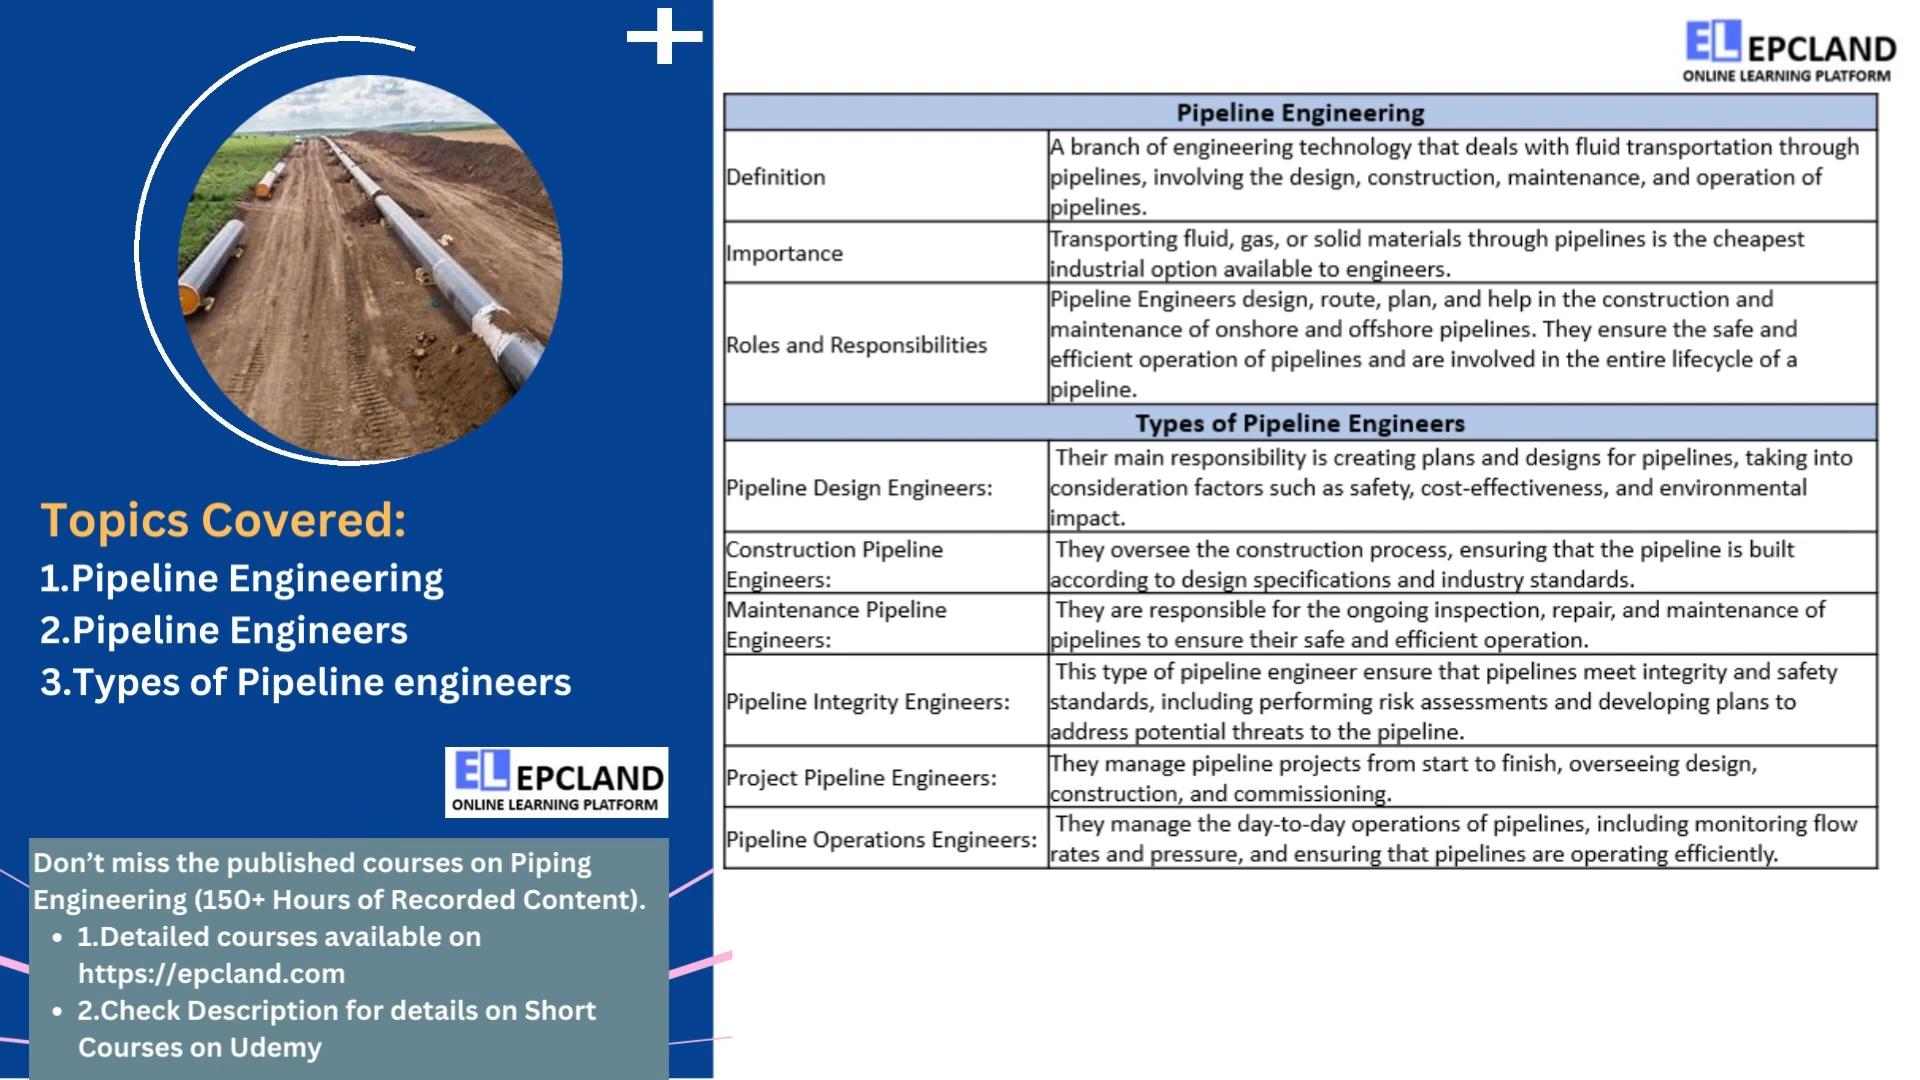 Topics Covered:
1.Pipeline Engineering
2.Pipeline Engineers
3.Types of Pipeline engineers
EL EPCLAND
ONLINE LEARNING PLATFORM
Don’t miss the published courses on Piping
Engineering (150+ Hours of Recorded Content).
• 1.Detailed courses available on
https://epcland.com
• 2.Check Description for details on Short
Courses on Udemy
EL EPCLAND
ONLINE LEARNING PLATFORM
Pipeline Engineering
Definition
A branch of engineering technology that deals with fluid transportation through
pipelines, involving the design, construction, maintenance, and operation of
pipelines.
Importance
Transporting fluid, gas, or solid materials through pipelines is the cheapest
industrial option available to engineers.
Roles and Responsibilities
Pipeline Engineers design, route, plan, and help in the construction and
maintenance of onshore and offshore pipelines. They ensure the safe and
efficient operation of pipelines and are involved in the entire lifecycle of a
pipeline.
Types of Pipeline Engineers
Pipeline Design Engineers:
Their main responsibility is creating plans and designs for pipelines, taking into
consideration factors such as safety, cost-effectiveness, and environmental
impact.
Construction Pipeline
Engineers:
They oversee the construction process, ensuring that the pipeline is built
according to design specifications and industry standards.
Maintenance Pipeline
Engineers:
They are responsible for the ongoing inspection, repair, and maintenance of
pipelines to ensure their safe and efficient operation.
Pipeline Integrity Engineers:
This type of pipeline engineer ensure that pipelines meet integrity and safety
standards, including performing risk assessments and developing plans to
address potential threats to the pipeline.
Project Pipeline Engineers:
They manage pipeline projects from start to finish, overseeing design,
construction, and commissioning.
Pipeline Operations Engineers:
They manage the day-to-day operations of pipelines, including monitoring flow
rates and pressure, and ensuring that pipelines are operating efficiently.